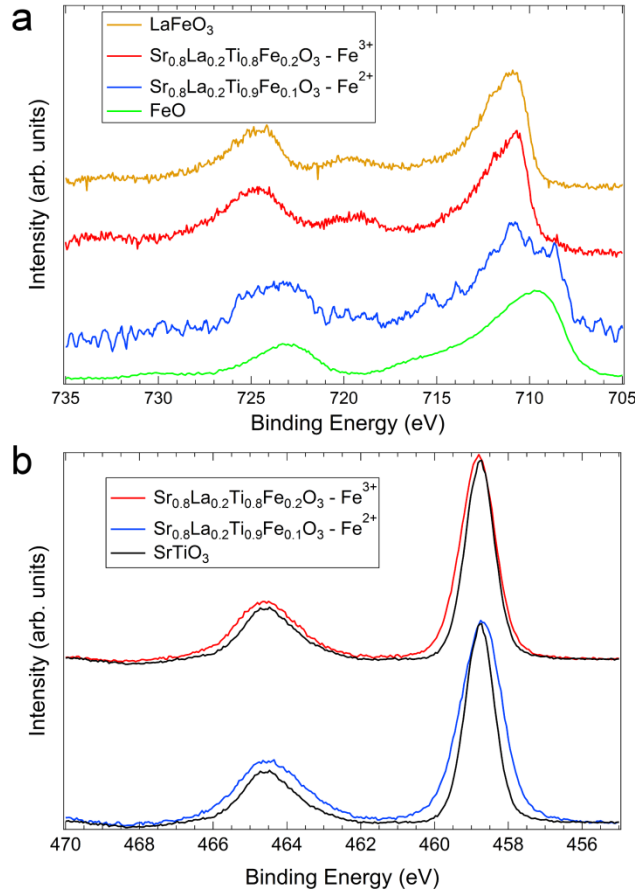 a
LaFeO₃
Sr₀.₈La₀.₂Ti₀.₈Fe₀.₂O₃ - Fe³⁺
Sr₀.₈La₀.₂Ti₀.₉Fe₀.₁O₃ - Fe²⁺
FeO
Intensity (arb. units)
735 730 725 720 715 710 705
Binding Energy (eV)
b
Sr₀.₈La₀.₂Ti₀.₈Fe₀.₂O₃ - Fe³⁺
Sr₀.₈La₀.₂Ti₀.₉Fe₀.₁O₃ - Fe²⁺
SrTiO₃
Intensity (arb. units)
470 468 466 464 462 460 458 456
Binding Energy (eV)